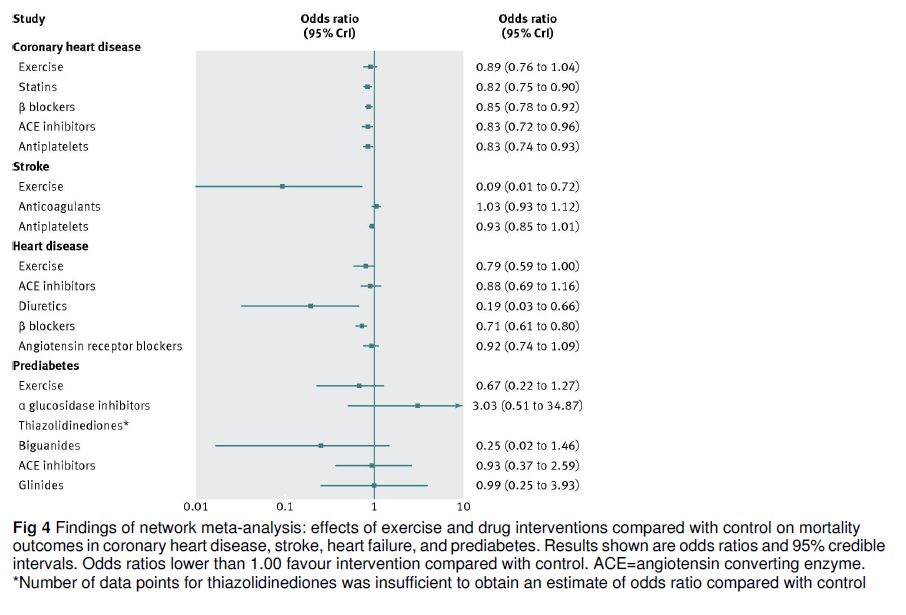 Study Odds ratio Odds ratio
(95% CrI) (95% CrI)
Coronary heart disease
Exercise 0.89 (0.76 to 1.04)
Statins 0.82 (0.75 to 0.90)
β blockers 0.85 (0.78 to 0.92)
ACE inhibitors 0.83 (0.72 to 0.96)
Antiplatelets 0.83 (0.74 to 0.93)
Stroke
Exercise 0.09 (0.01 to 0.72)
Anticoagulants 1.03 (0.93 to 1.12)
Antiplatelets 0.93 (0.85 to 1.01)
Heart disease
Exercise 0.79 (0.59 to 1.00)
ACE inhibitors 0.88 (0.69 to 1.16)
Diuretics 0.19 (0.03 to 0.66)
β blockers 0.71 (0.61 to 0.80)
Angiotensin receptor blockers 0.92 (0.74 to 1.09)
Prediabetes
Exercise 0.67 (0.22 to 1.27)
α glucosidase inhibitors 3.03 (0.51 to 34.87)
Thiazolidinediones*
Biguanides 0.25 (0.02 to 1.46)
ACE inhibitors 0.93 (0.37 to 2.59)
Glinides 0.99 (0.25 to 3.93)
0.01 0.1 1 10
Fig 4 Findings of network meta-analysis: effects of exercise and drug interventions compared with control on mortality
outcomes in coronary heart disease, stroke, heart failure, and prediabetes. Results shown are odds ratios and 95% credible
intervals. Odds ratios lower than 1.00 favour intervention compared with control. ACE=angiotensin converting enzyme.
*Number of data points for thiazolidinediones was insufficient to obtain an estimate of odds ratio compared with control